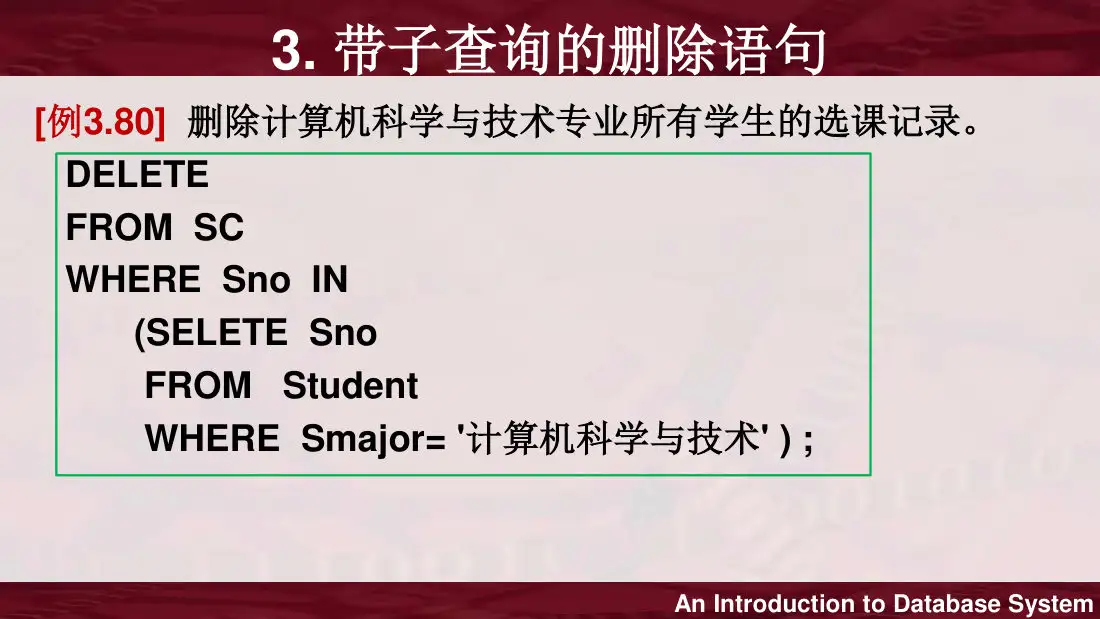 3. 带子查询的删除语句
[例3.80] 删除计算机科学与技术专业所有学生的选课记录。
DELETE
FROM SC
WHERE Sno IN
(SELETE Sno
FROM Student
WHERE Smajor= '计算机科学与技术' ) ;
An Introduction to Database System